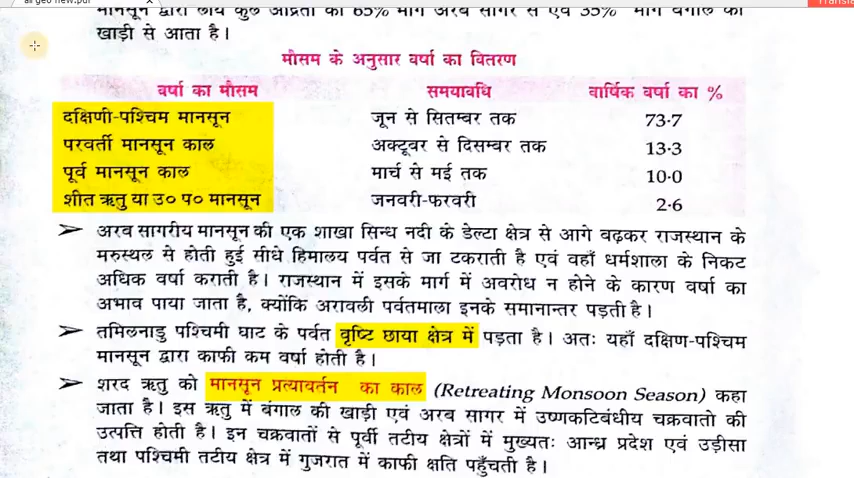 all geo new.pdf
Transla
मानसून द्वारा लाये कुल आर्द्रता का 65% भाग अरब सागर से एवं 35% भाग बंगाल की
खाड़ी से आता है।
मौसम के अनुसार वर्षा का वितरण
वर्षा का मौसम समयावधि वार्षिक वर्षा का %
दक्षिणी-पश्चिम मानसून जून से सितम्बर तक 73·7
परवर्ती मानसून काल अक्टूबर से दिसम्बर तक 13·3
पूर्व मानसून काल मार्च से मई तक 10·0
शीत ऋतु या उ० प० मानसून जनवरी-फरवरी 2·6
➢ अरब सागरीय मानसून की एक शाखा सिन्ध नदी के डेल्टा क्षेत्र से आगे बढ़कर राजस्थान के
मरुस्थल से होती हुई सीधे हिमालय पर्वत से जा टकराती है एवं वहाँ धर्मशाला के निकट
अधिक वर्षा कराती है। राजस्थान में इसके मार्ग में अवरोध न होने के कारण वर्षा का
अभाव पाया जाता है, क्योंकि अरावली पर्वतमाला इनके समानान्तर पड़ती है।
➢ तमिलनाडु पश्चिमी घाट के पर्वत वृष्टि छाया क्षेत्र में पड़ता है। अतः यहाँ दक्षिण-पश्चिम
मानसून द्वारा काफी कम वर्षा होती है।
➢ शरद ऋतु को मानसून प्रत्यावर्तन का काल (Retreating Monsoon Season) कहा
जाता है। इस ऋतु में बंगाल की खाड़ी एवं अरब सागर में उष्णकटिबंधीय चक्रवातो की
उत्पत्ति होती है। इन चक्रवातों से पूर्वी तटीय क्षेत्रों में मुख्यतः आन्ध्र प्रदेश एवं उड़ीसा
तथा पश्चिमी तटीय क्षेत्र में गुजरात में काफी क्षति पहुँचती है।